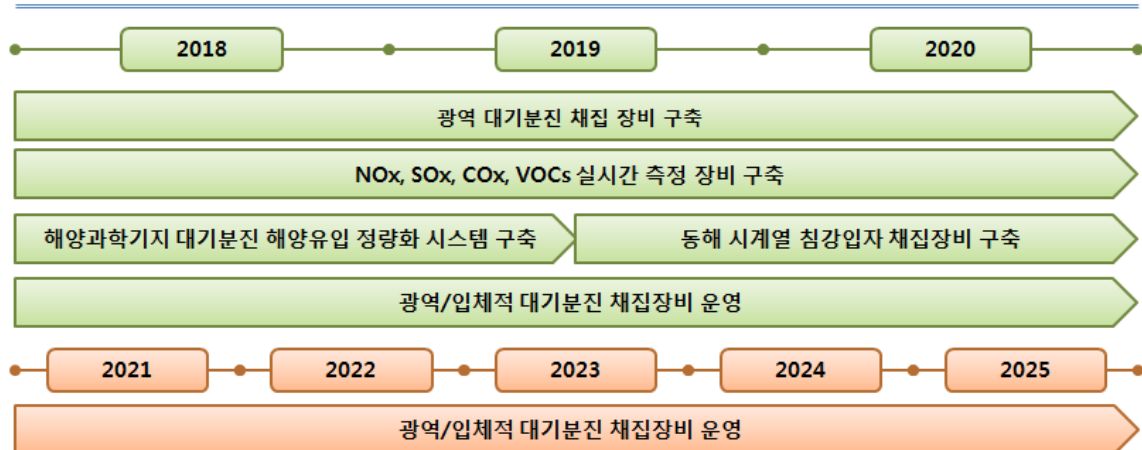 2018 2019 2020
광역 대기분진 채집 장비 구축
NOx, SOx, COx, VOCs 실시간 측정 장비 구축
해양과학기지 대기분진 해양유입 정량화 시스템 구축 동해 시계열 침강입자 채집장비 구축
광역/입체적 대기분진 채집장비 운영
2021 2022 2023 2024 2025
광역/입체적 대기분진 채집장비 운영